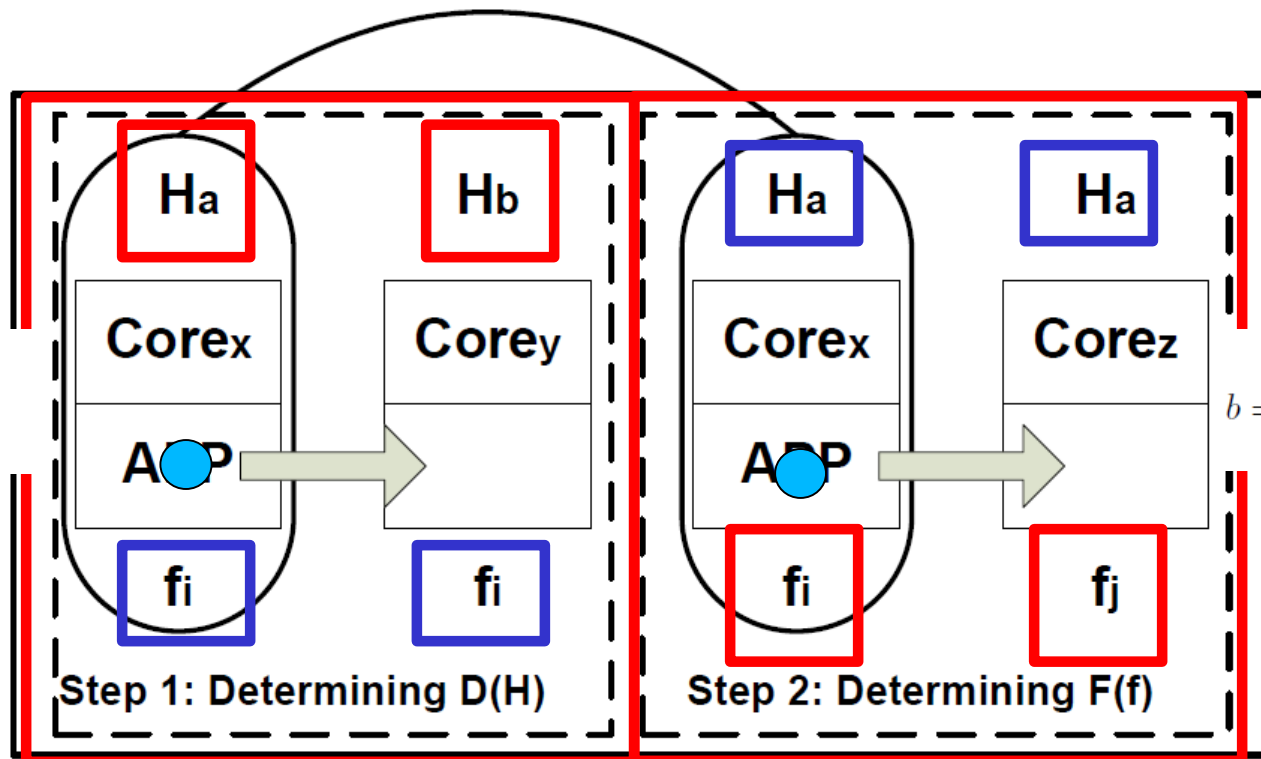 Ha Hb Ha Ha
Corex Corey Corex Corez
b =
fi fi fi fj
Step 1: Determining D(H)
Step 2: Determining F(f)